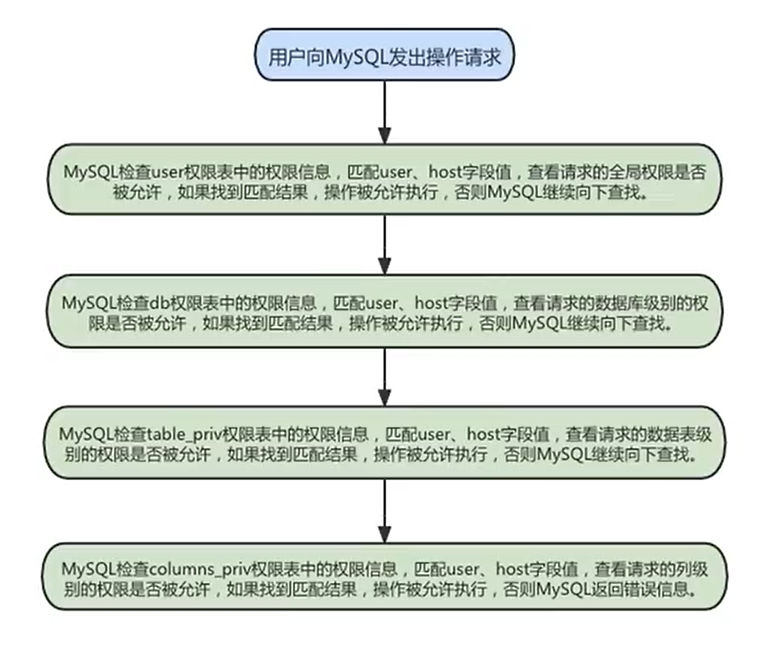 用户向MySQL发出操作请求
MySQL检查user权限表中的权限信息，匹配user、host字段值，查看请求的全局权限是否
被允许，如果找到匹配结果，操作被允许执行，否则MySQL继续向下查找。
MySQL检查db权限表中的权限信息，匹配user、host字段值，查看请求的数据库级别的权
限是否被允许，如果找到匹配结果，操作被允许执行，否则MySQL继续向下查找。
MySQL检查table_priv权限表中的权限信息，匹配user、host字段值，查看请求的数据表级
别的权限是否被允许，如果找到匹配结果，操作被允许执行，否则MySQL继续向下查找。
MySQL检查columns_priv权限表中的权限信息，匹配user、host字段值，查看请求的列级
别的权限是否被允许，如果找到匹配结果，操作被允许执行，否则MySQL返回错误信息。